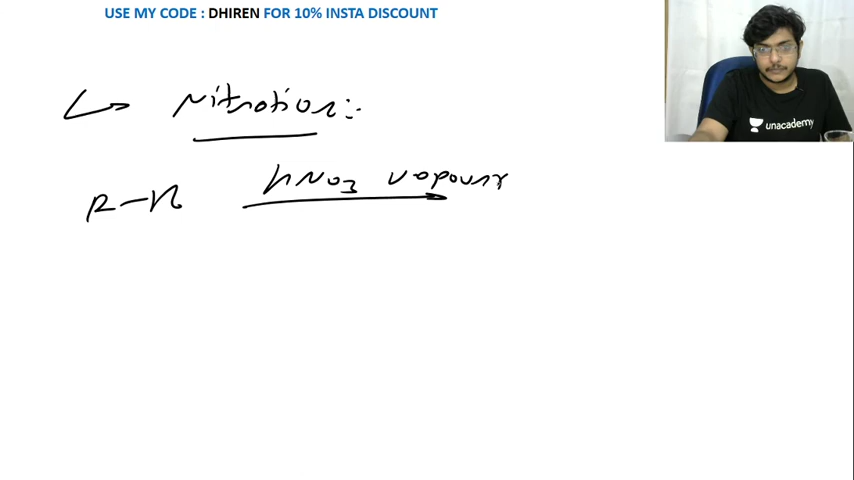 USE MY CODE : DHIREN FOR 10% INSTA DISCOUNT
unacademy
↳ Nitration :-
R-H HNO3 vapours